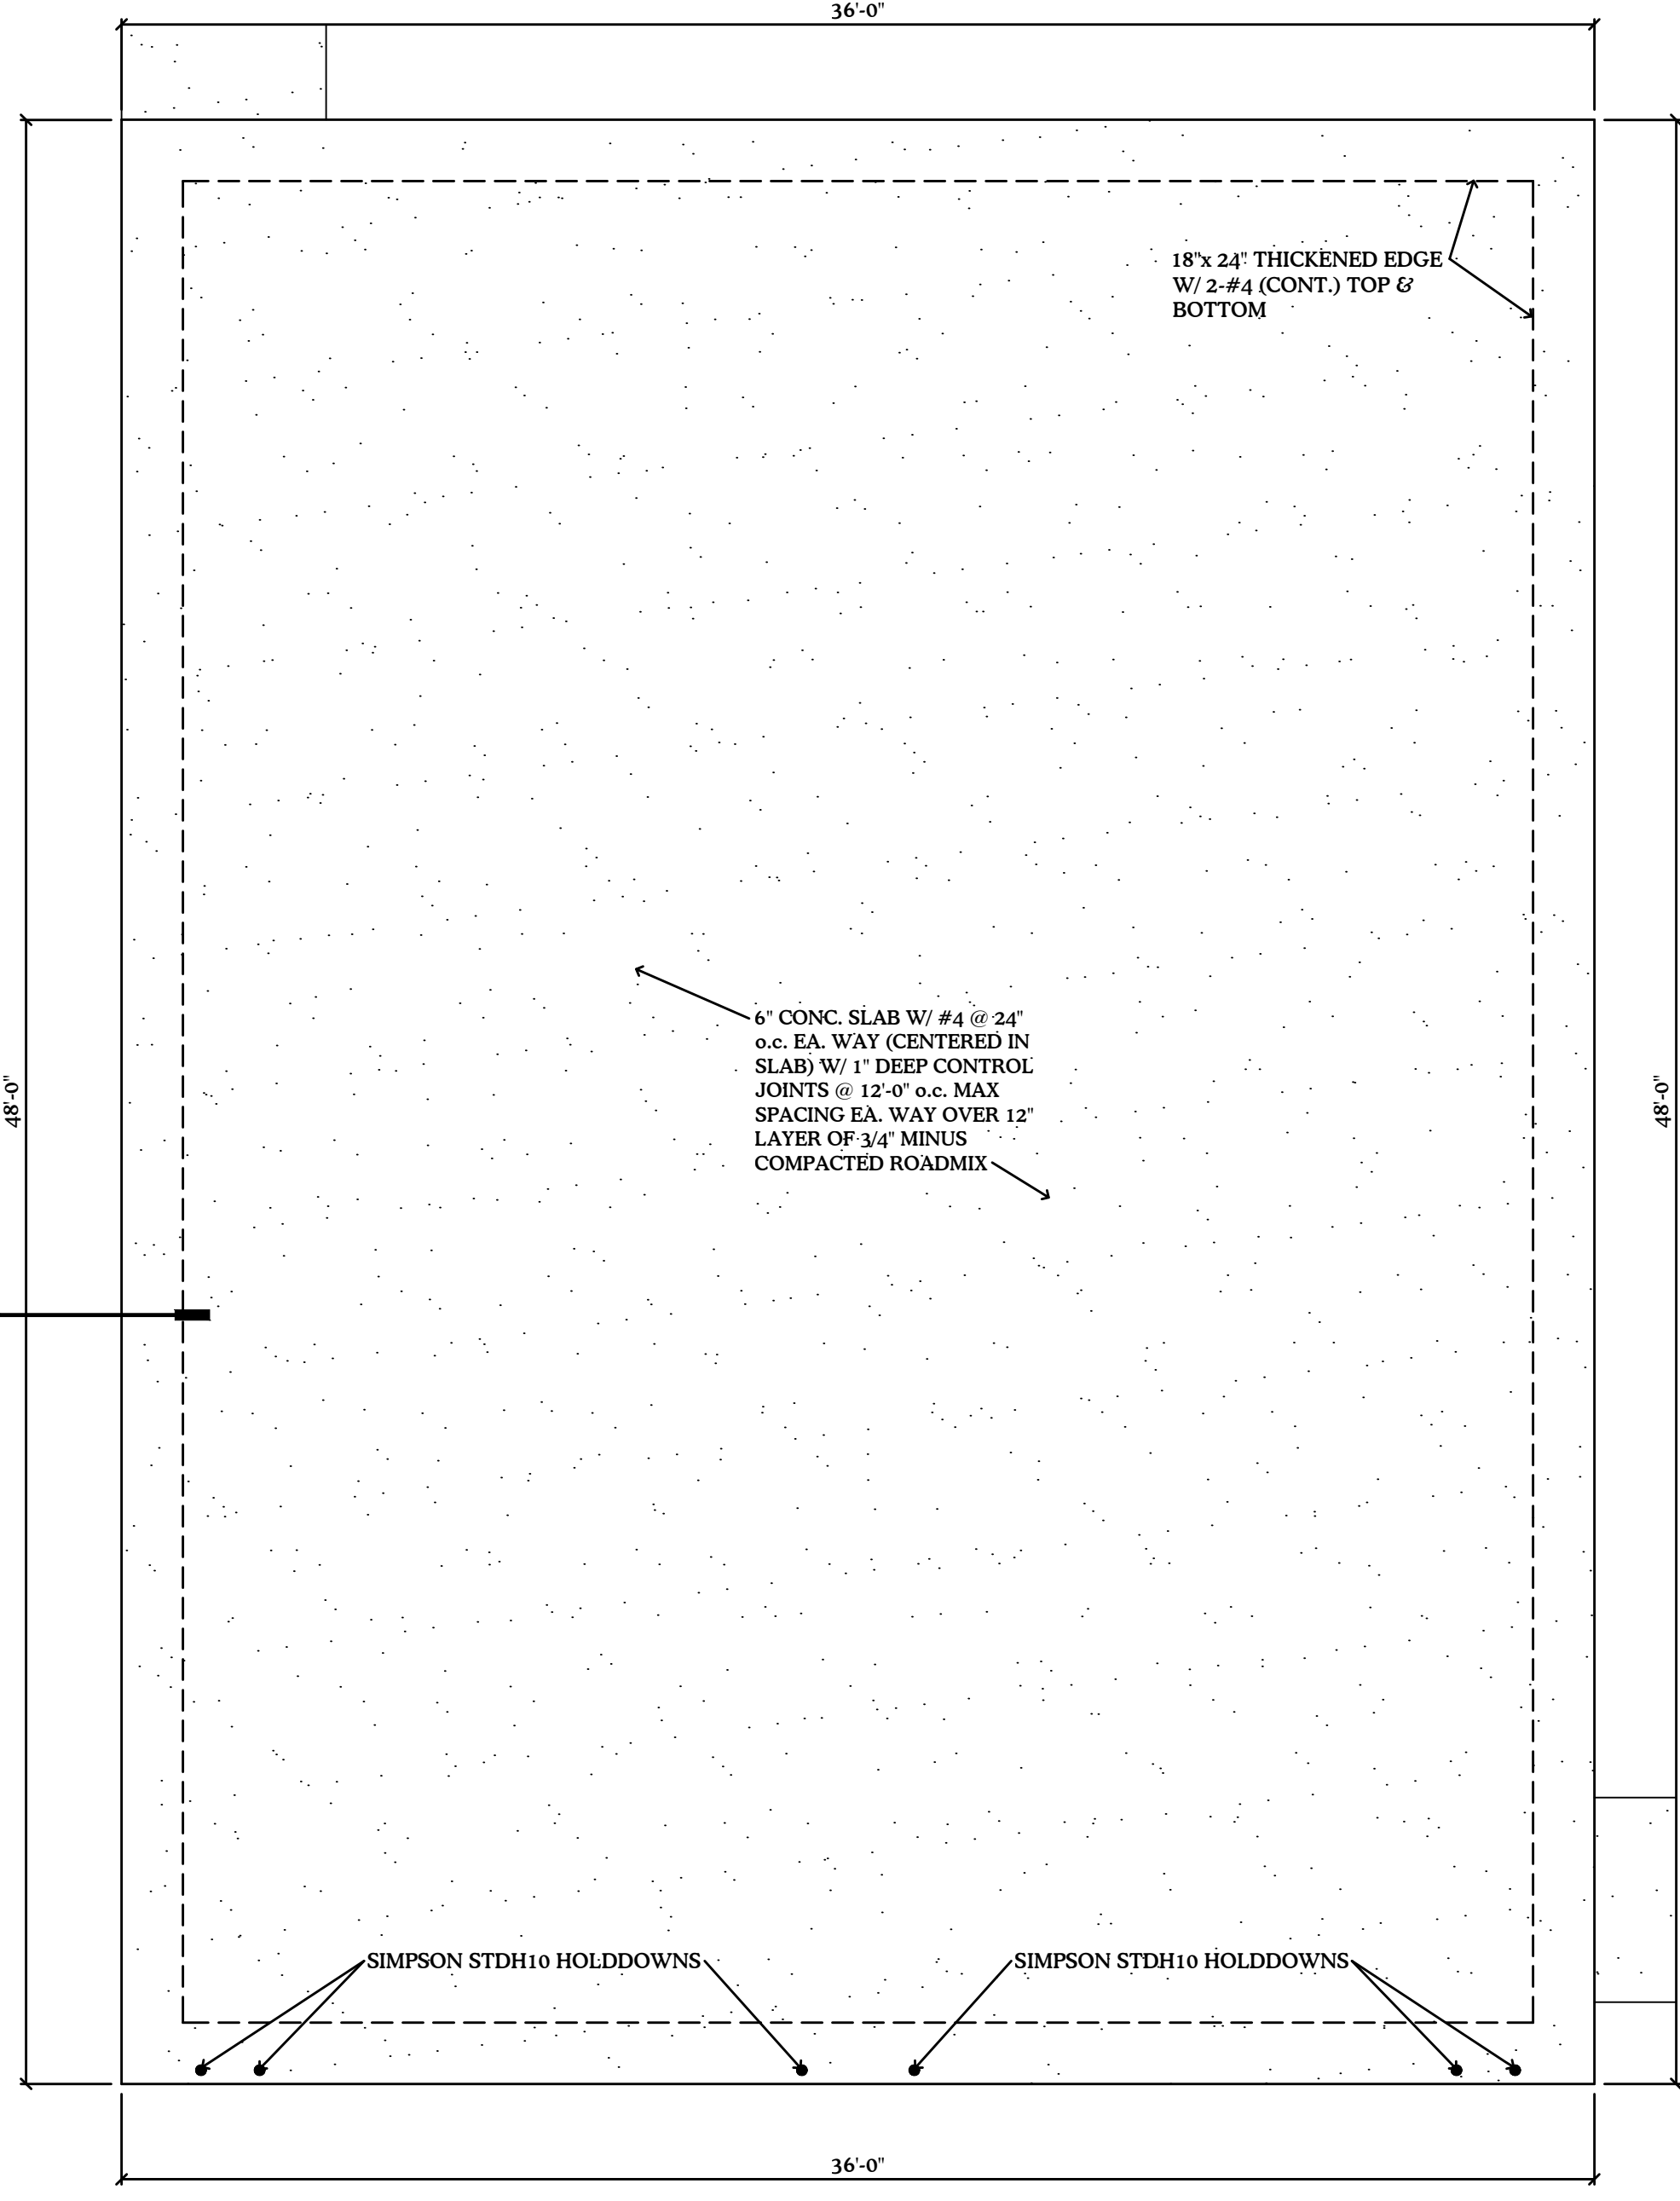 36'-0"
18"x 24" THICKENED EDGE
W/ 2-#4 (CONT.) TOP &
BOTTOM
6" CONC. SLAB W/ #4 @ 24"
o.c. EA. WAY (CENTERED IN
SLAB) W/ 1" DEEP CONTROL
JOINTS @ 12'-0" o.c. MAX
SPACING EA. WAY OVER 12"
LAYER OF 3/4" MINUS
COMPACTED ROADMIX
48'-0"
48'-0"
SIMPSON STDH10 HOLDDOWNS
SIMPSON STDH10 HOLDDOWNS
36'-0"